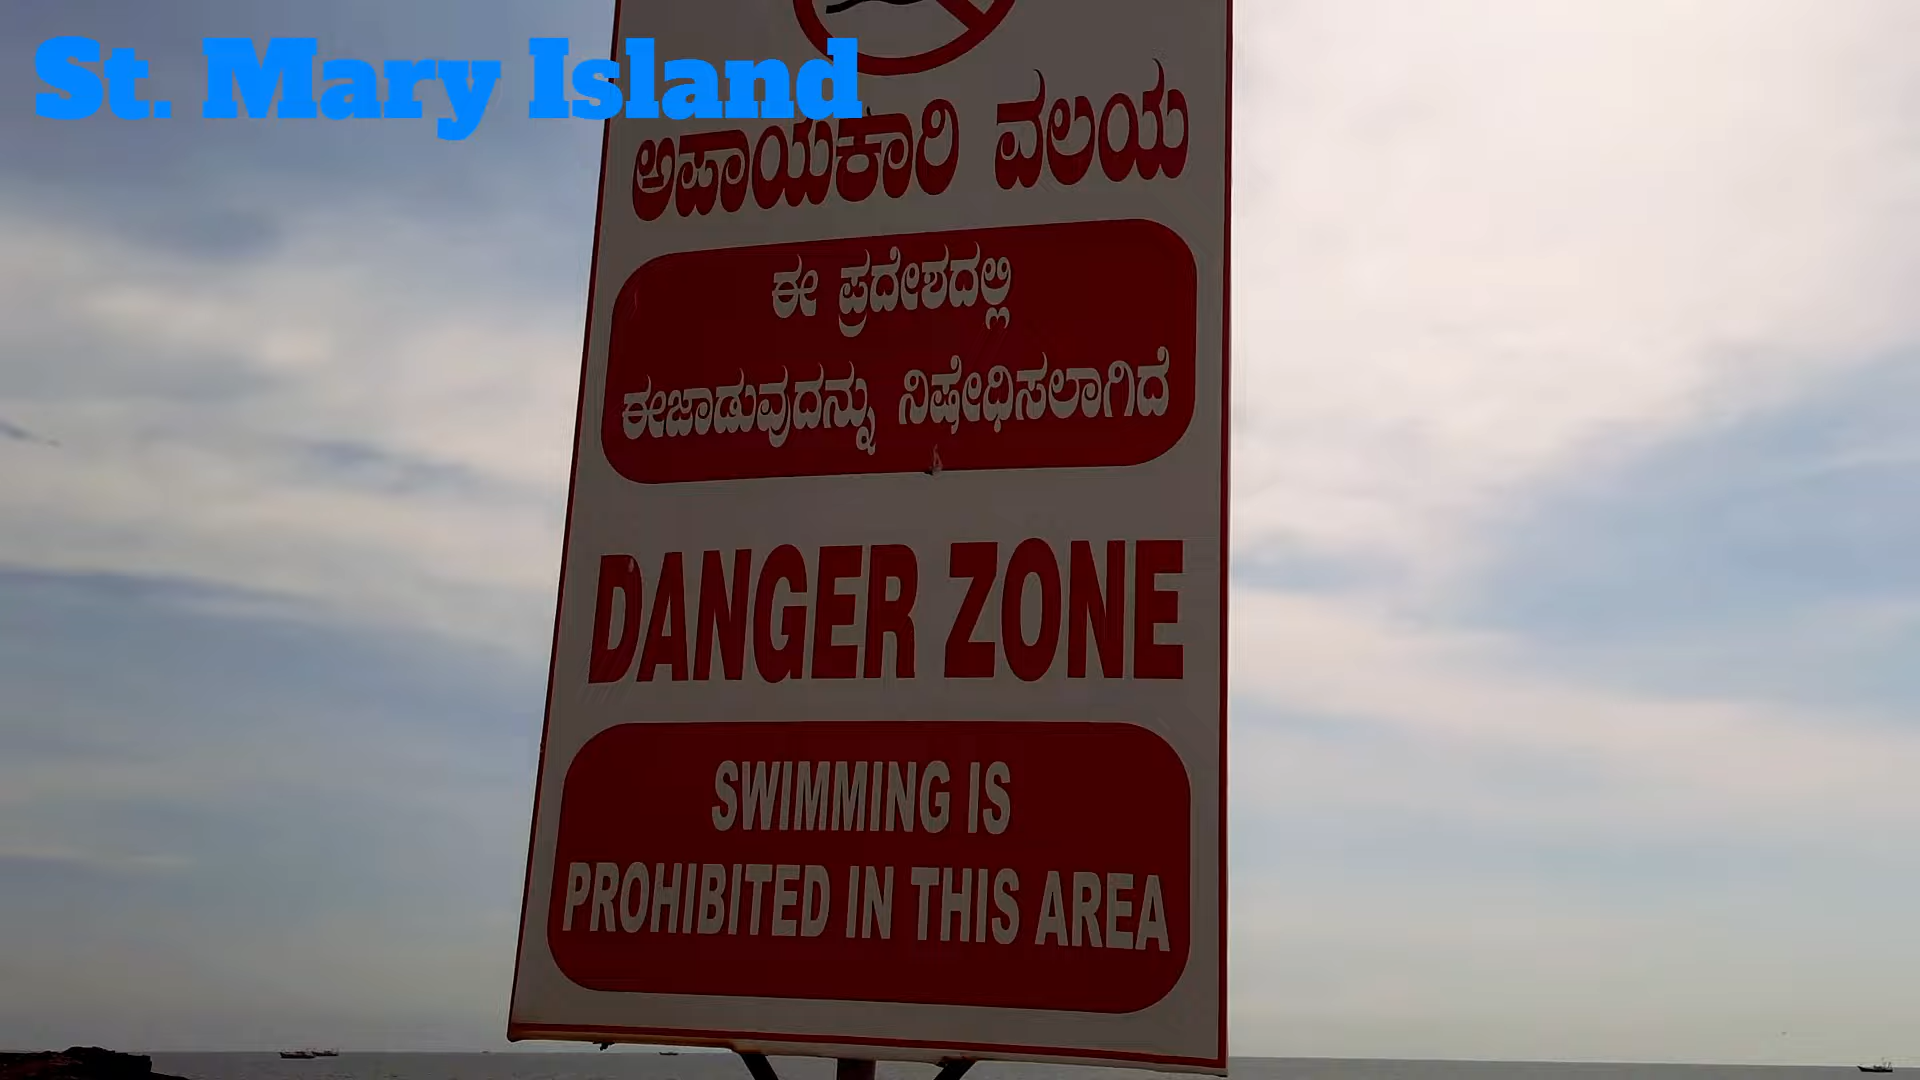 St. Mary Island
ಅಪಾಯಕಾರಿ ವಲಯ
ಈ ಪ್ರದೇಶದಲ್ಲಿ
ಈಜಾಡುವುದನ್ನು ನಿಷೇಧಿಸಲಾಗಿದೆ
DANGER ZONE
SWIMMING IS
PROHIBITED IN THIS AREA